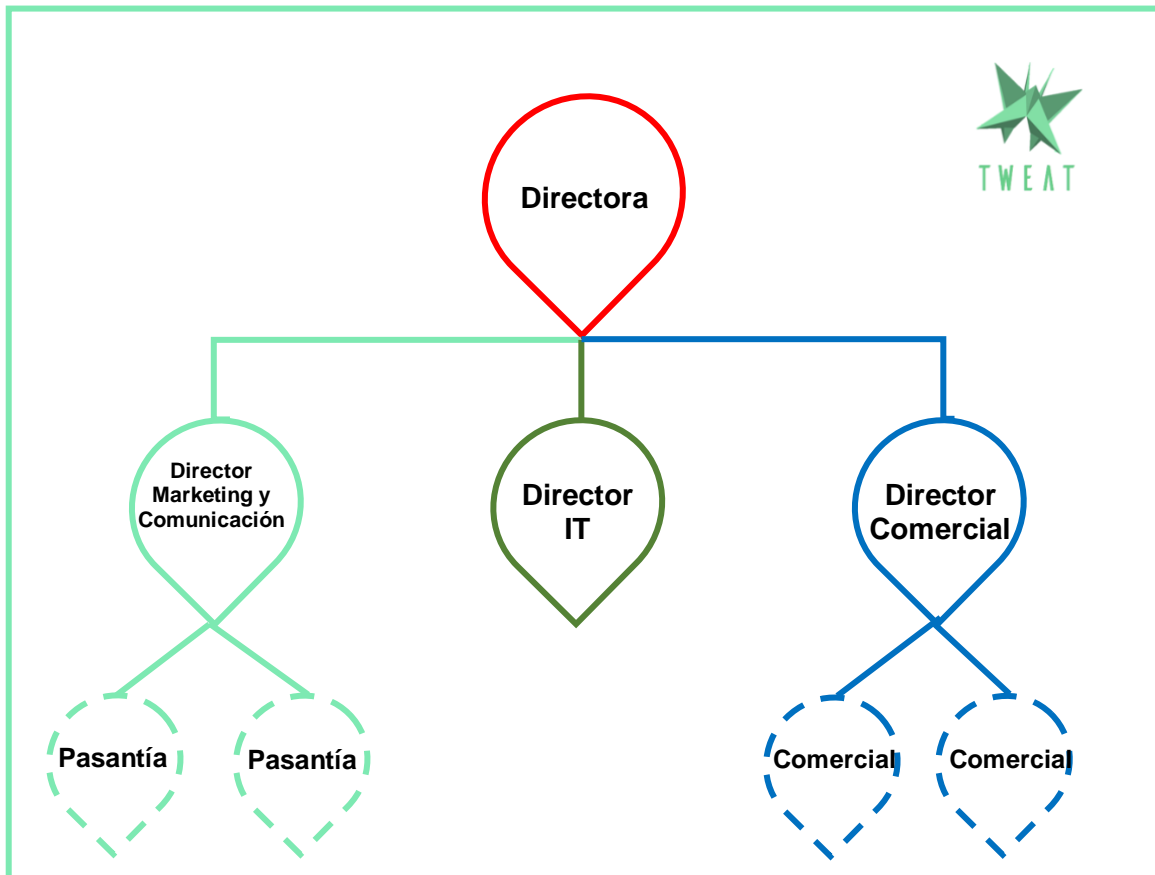 TWEAT
Directora
Director
Marketing y
Comunicación
Director
IT
Director
Comercial
Pasantía
Pasantía
Comercial
Comercial